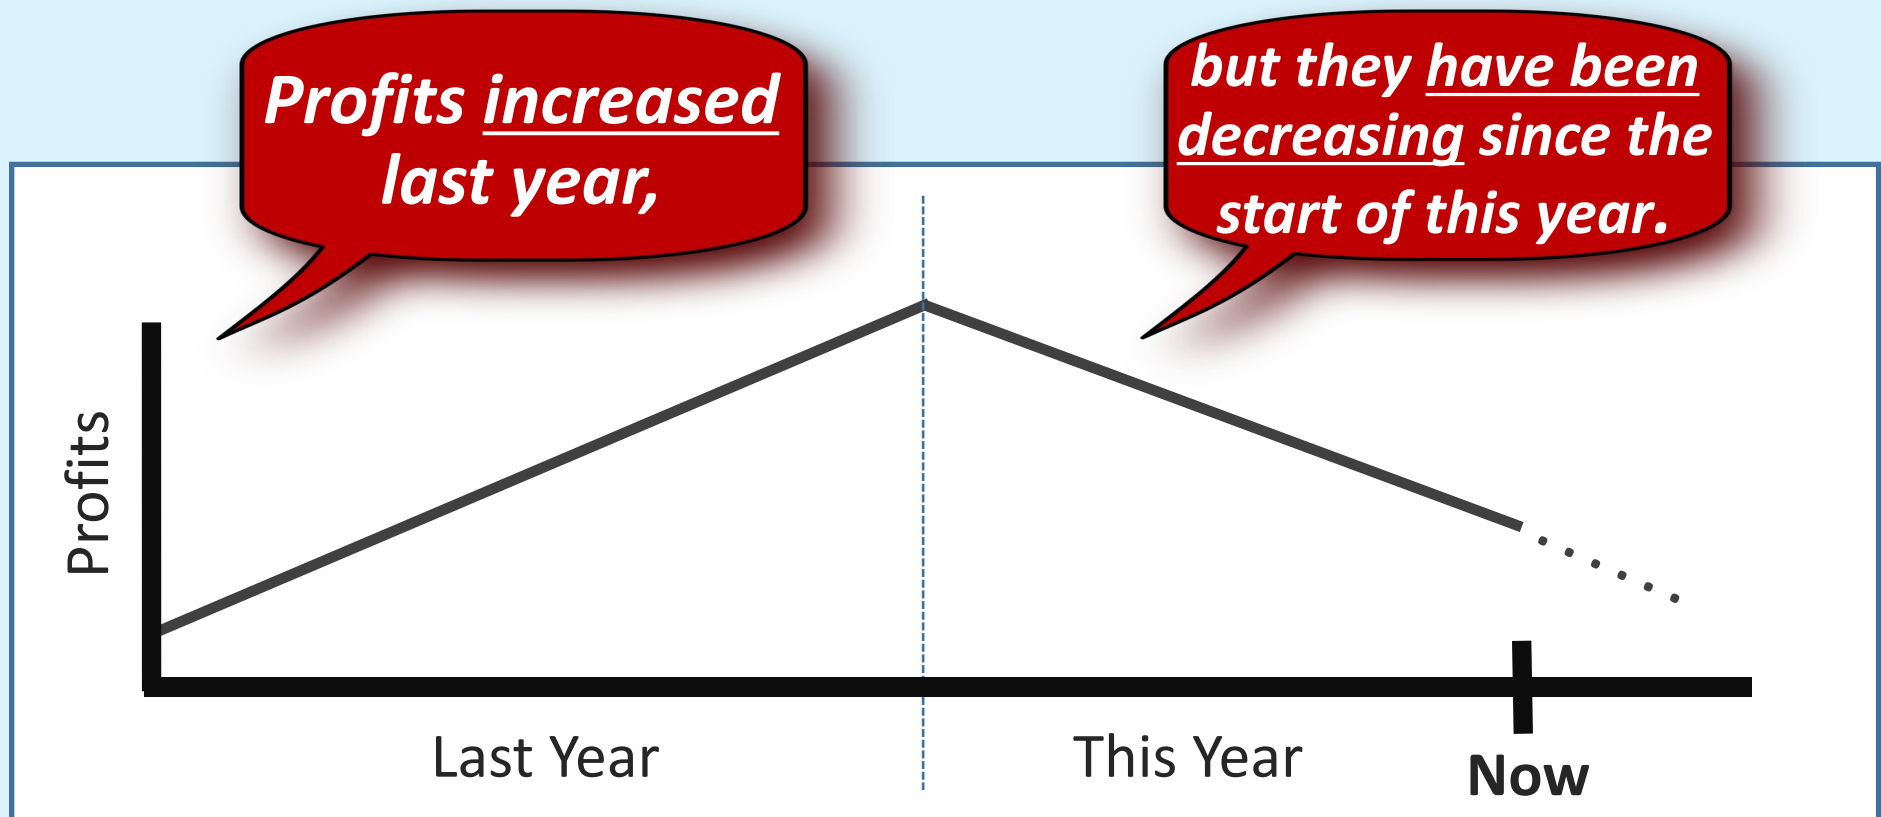 Profits increased
last year,
but they have been
decreasing since the
start of this year.
Profits
Last Year
This Year
Now